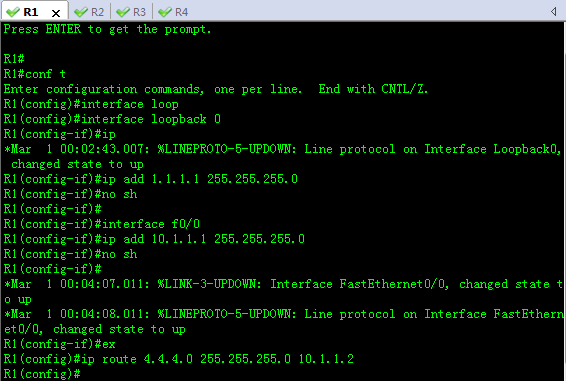 R1 R2 R3 R4
Press ENTER to get the prompt.
R1#
R1#conf t
Enter configuration commands, one per line.  End with CNTL/Z.
R1(config)#interface loop
R1(config)#interface loopback 0
R1(config-if)#ip
*Mar  1 00:02:43.007: %LINEPROTO-5-UPDOWN: Line protocol on Interface Loopback0,
changed state to up
R1(config-if)#ip add 1.1.1.1 255.255.255.0
R1(config-if)#no sh
R1(config-if)#
R1(config-if)#interface f0/0
R1(config-if)#ip add 10.1.1.1 255.255.255.0
R1(config-if)#no sh
R1(config-if)#
*Mar  1 00:04:07.011: %LINK-3-UPDOWN: Interface FastEthernet0/0, changed state t
o up
*Mar  1 00:04:08.011: %LINEPROTO-5-UPDOWN: Line protocol on Interface FastEthern
et0/0, changed state to up
R1(config-if)#ex
R1(config)#ip route 4.4.4.0 255.255.255.0 10.1.1.2
R1(config)#